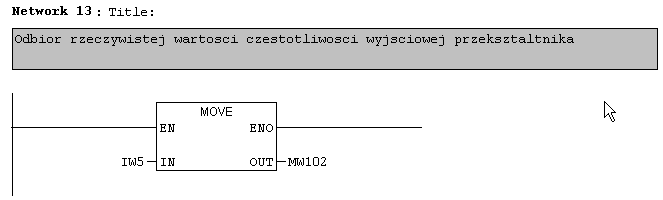 Network 13 : Title:
Odbior rzeczywistej wartosci czestotliwosci wyjsciowej przeksztaltnika
MOVE
EN ENO
IW5 IN OUT MW102